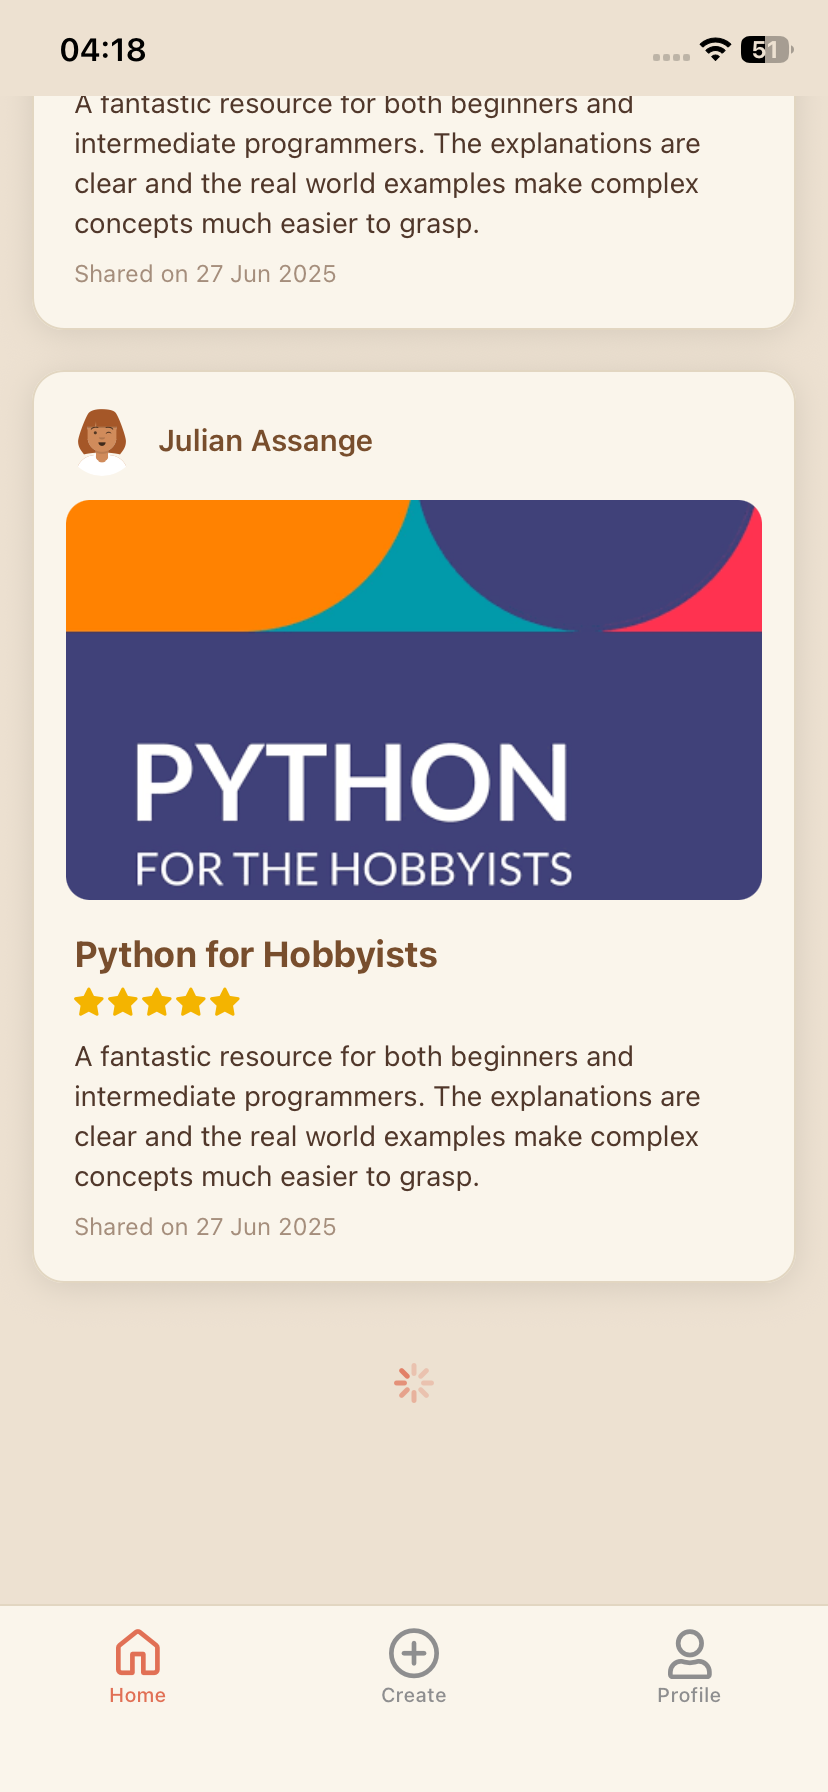 04:18
51
A fantastic resource for both beginners and
intermediate programmers. The explanations are
clear and the real world examples make complex
concepts much easier to grasp.
Shared on 27 Jun 2025
Julian Assange
PYTHON
FOR THE HOBBYISTS
Python for Hobbyists
A fantastic resource for both beginners and
intermediate programmers. The explanations are
clear and the real world examples make complex
concepts much easier to grasp.
Shared on 27 Jun 2025
Home
Create
Profile